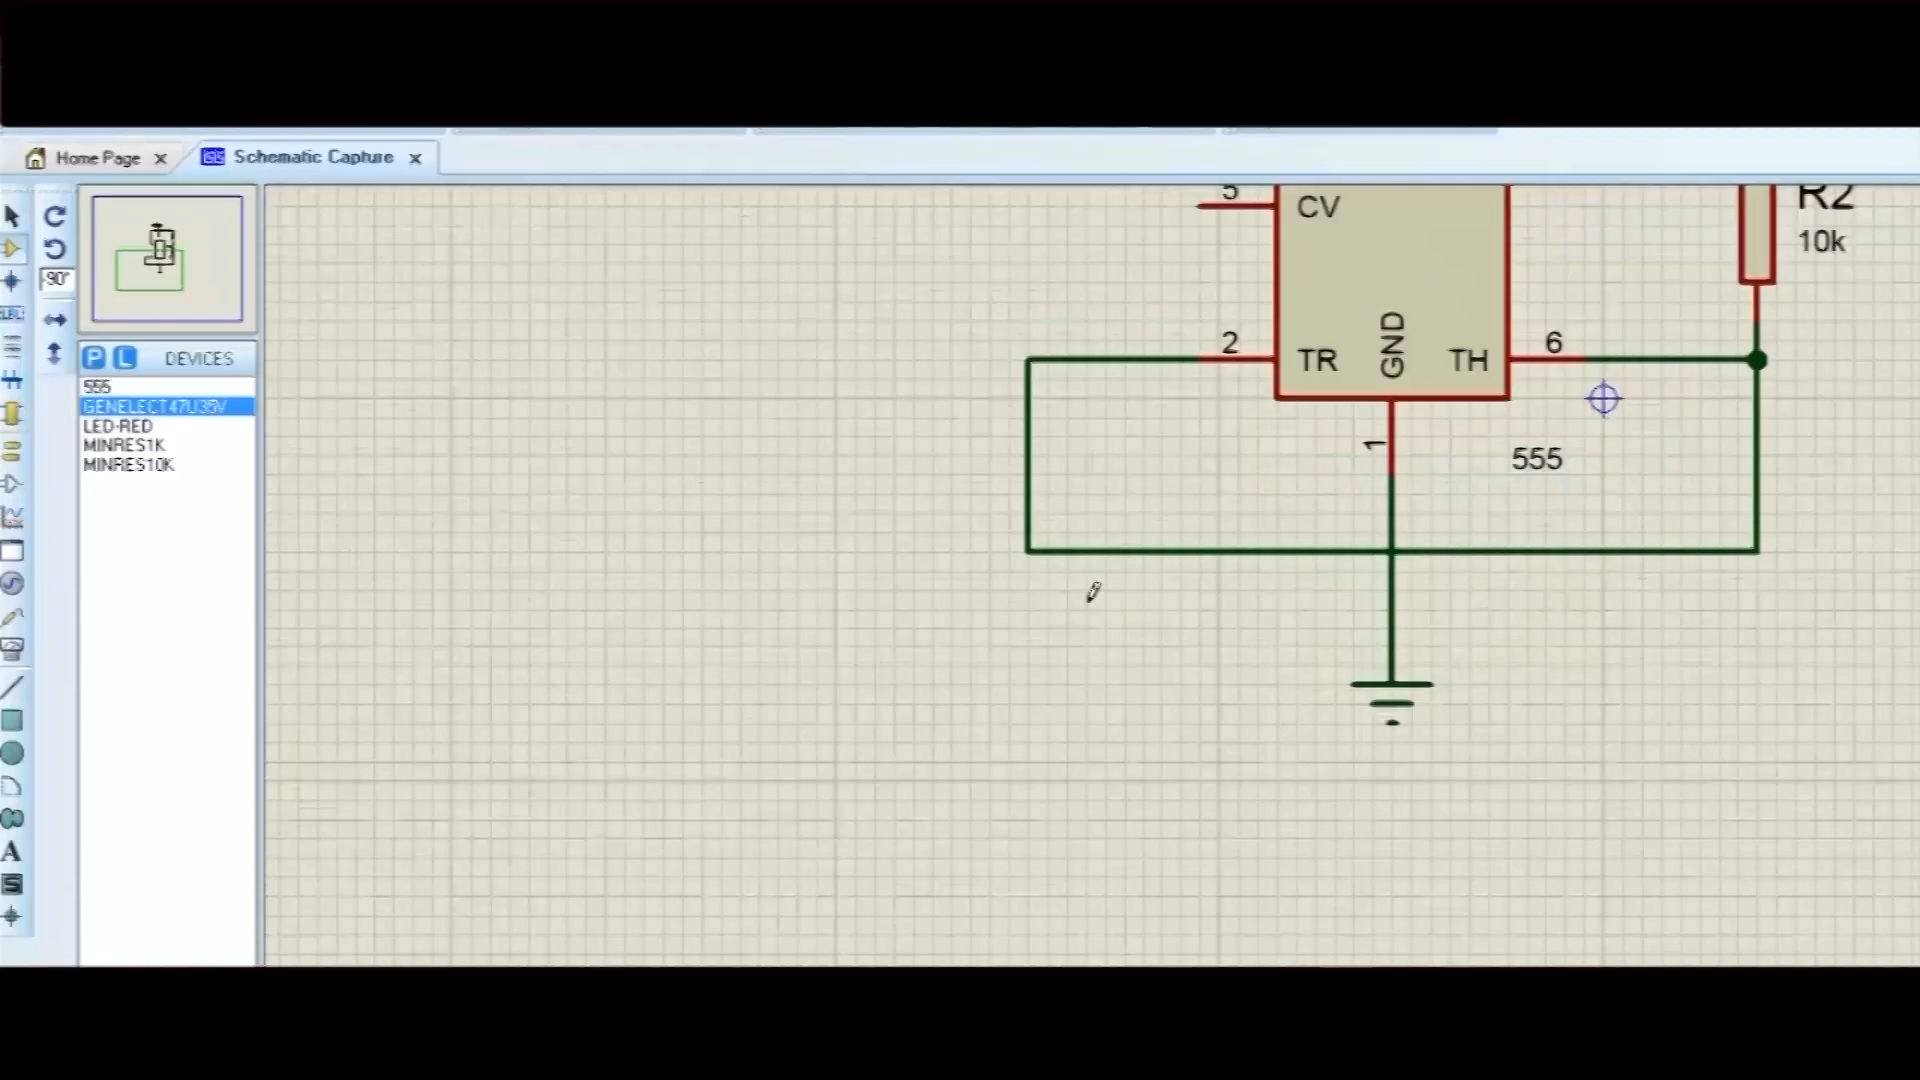 Home Page
Schematic Capture
-90°
P L DEVICES
555
GENELECT47U35V
LED-RED
MINRES1K
MINRES10K
5
CV
R2
10k
2
TR
GND
TH
6
1
555
LBL
A
S